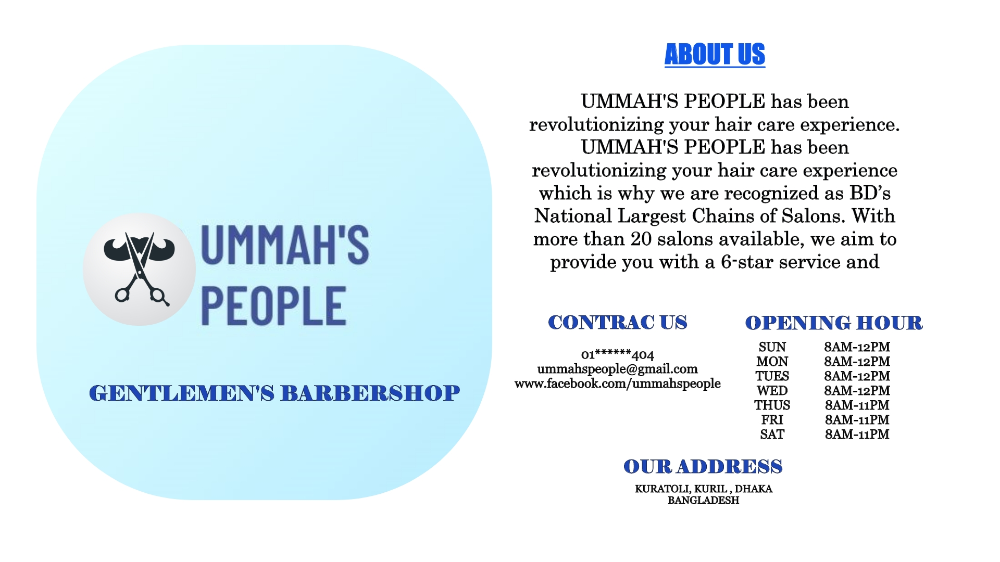 UMMAH'S
PEOPLE
GENTLEMEN'S BARBERSHOP
ABOUT US
UMMAH'S PEOPLE has been
revolutionizing your hair care experience.
UMMAH'S PEOPLE has been
revolutionizing your hair care experience
which is why we are recognized as BD’s
National Largest Chains of Salons. With
more than 20 salons available, we aim to
provide you with a 6-star service and
CONTRAC US
01******404
ummahspeople@gmail.com
www.facebook.com/ummahspeople
OPENING HOUR
SUN 8AM-12PM
MON 8AM-12PM
TUES 8AM-12PM
WED 8AM-12PM
THUS 8AM-11PM
FRI 8AM-11PM
SAT 8AM-11PM
OUR ADDRESS
KURATOLI, KURIL , DHAKA
BANGLADESH